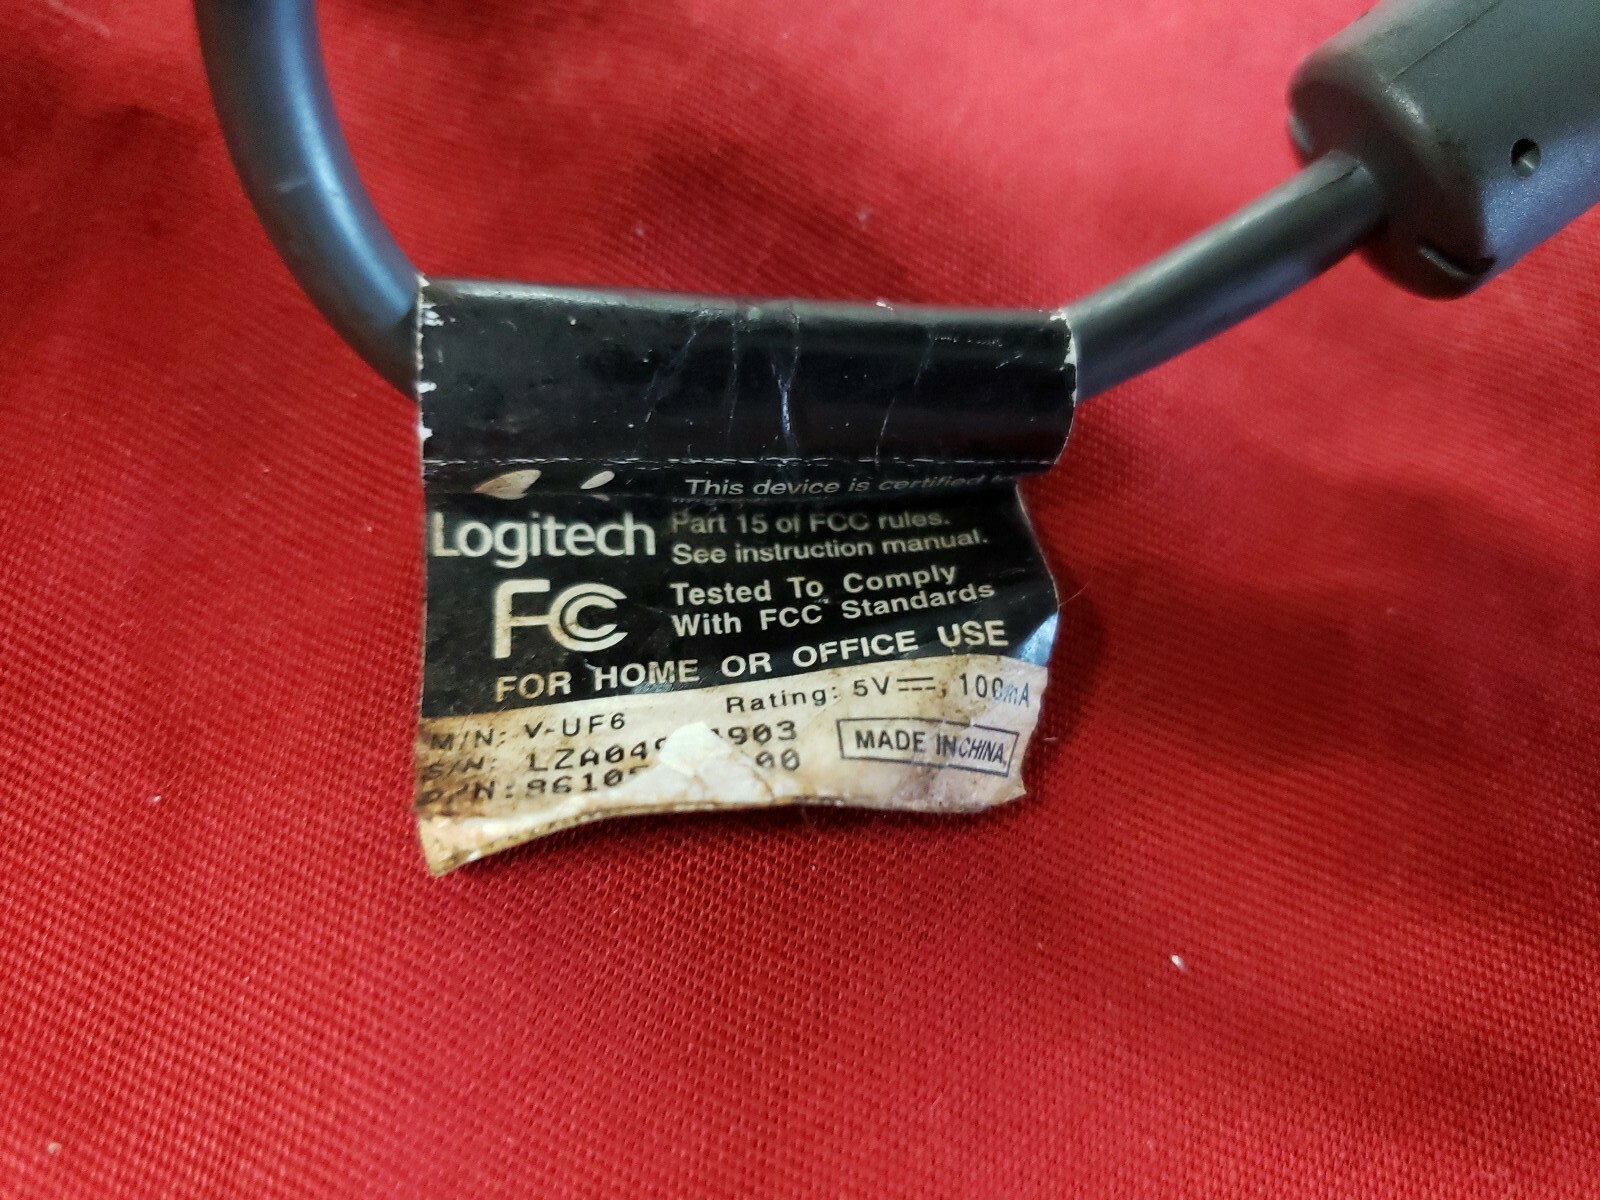 This device is certified
Logitech
Part 15 of FCC rules.
See instruction manual.
FC
Tested To Comply
With FCC Standards
FOR HOME OR OFFICE USE
Rating: 5V⎓, 100mA
M/N: V-UF6
S/N:
MADE IN CHINA
P/N: